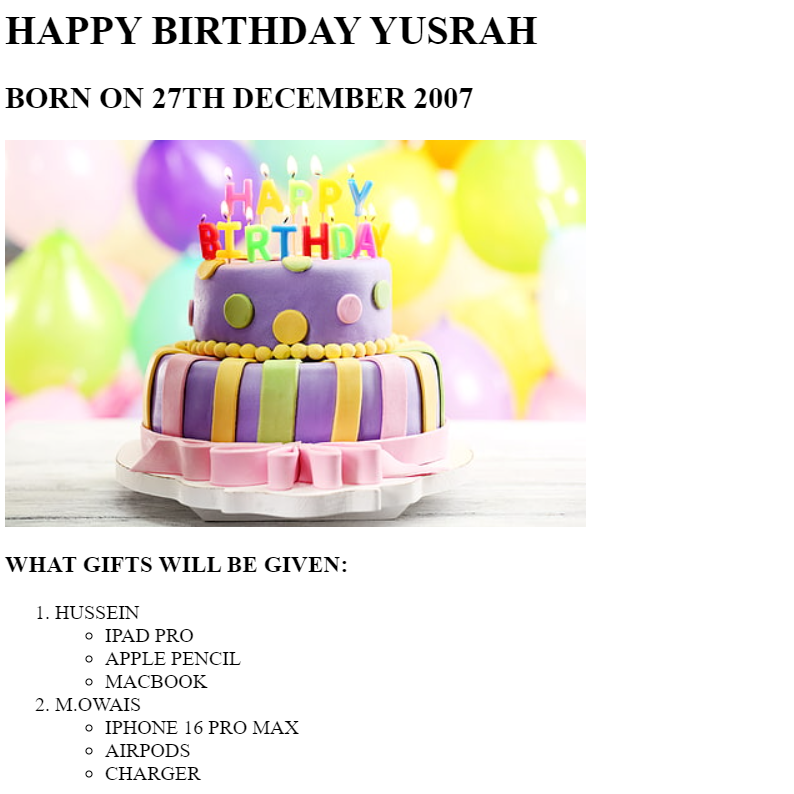 HAPPY BIRTHDAY YUSRAH
BORN ON 27TH DECEMBER 2007
HAPPY
BIRTHDAY
WHAT GIFTS WILL BE GIVEN:
1. HUSSEIN
IPAD PRO
APPLE PENCIL
MACBOOK
2. M.OWAIS
IPHONE 16 PRO MAX
AIRPODS
CHARGER